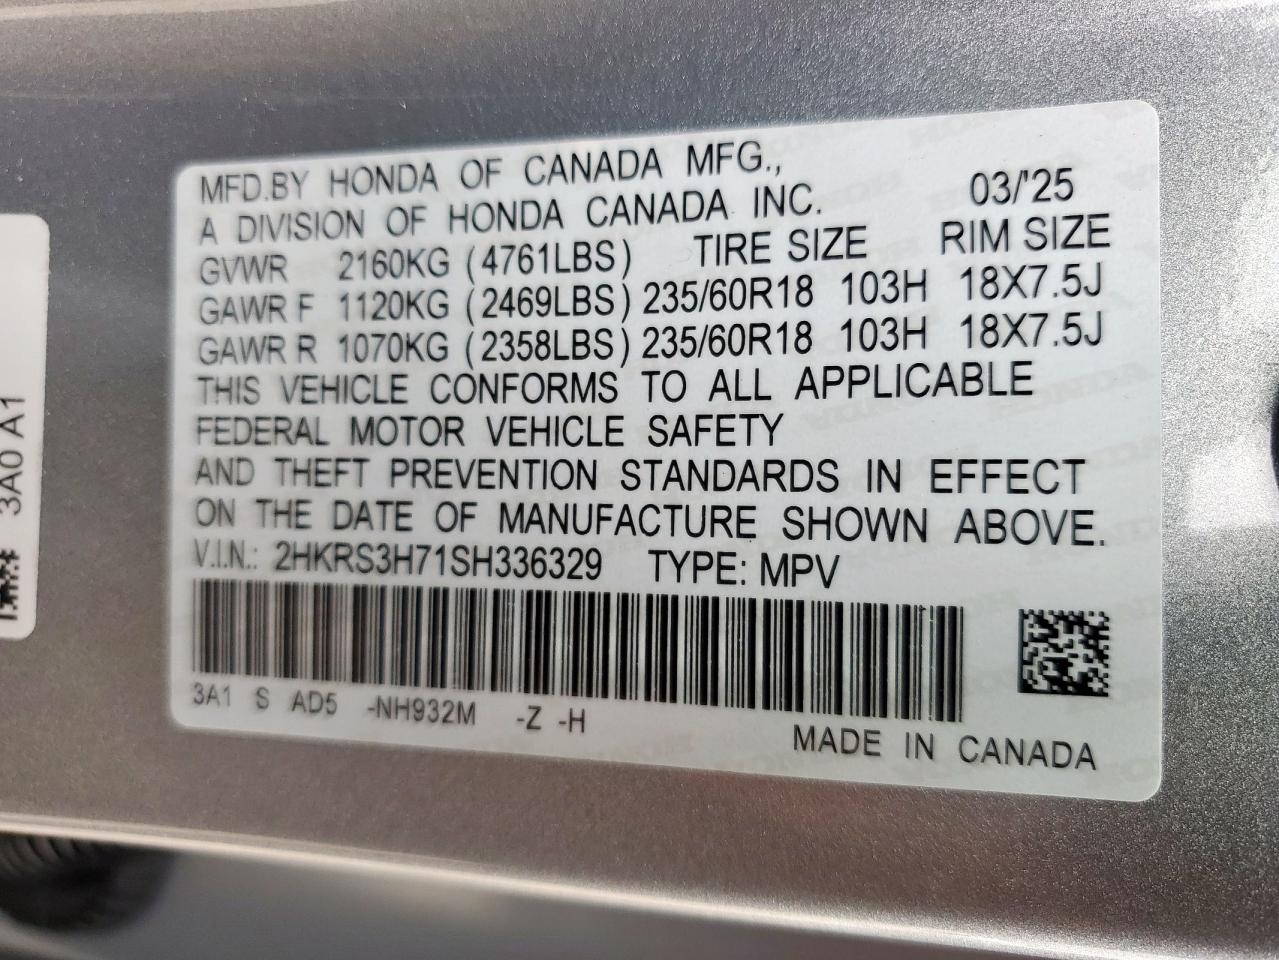 MFD.BY HONDA OF CANADA MFG.,
A DIVISION OF HONDA CANADA INC. 03/'25
GVWR 2160KG (4761LBS) TIRE SIZE RIM SIZE
GAWR F 1120KG (2469LBS) 235/60R18 103H 18X7.5J
GAWR R 1070KG (2358LBS) 235/60R18 103H 18X7.5J
THIS VEHICLE CONFORMS TO ALL APPLICABLE
FEDERAL MOTOR VEHICLE SAFETY
AND THEFT PREVENTION STANDARDS IN EFFECT
ON THE DATE OF MANUFACTURE SHOWN ABOVE.
V.I.N.: 2HKRS3H71SH336329 TYPE: MPV
3A1 S AD5 -NH932M -Z -H
MADE IN CANADA
3A0 A1